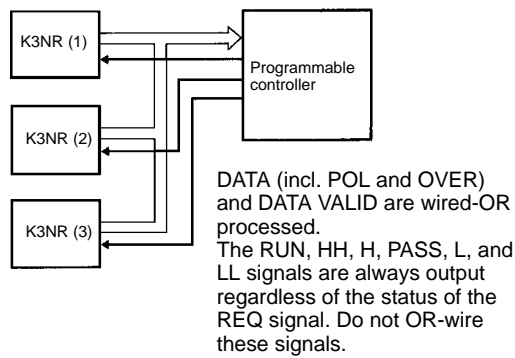 K3NR (1)
Programmable
controller
K3NR (2)
K3NR (3)
DATA (incl. POL and OVER)
and DATA VALID are wired-OR
processed.
The RUN, HH, H, PASS, L, and
LL signals are always output
regardless of the status of the
REQ signal. Do not OR-wire
these signals.